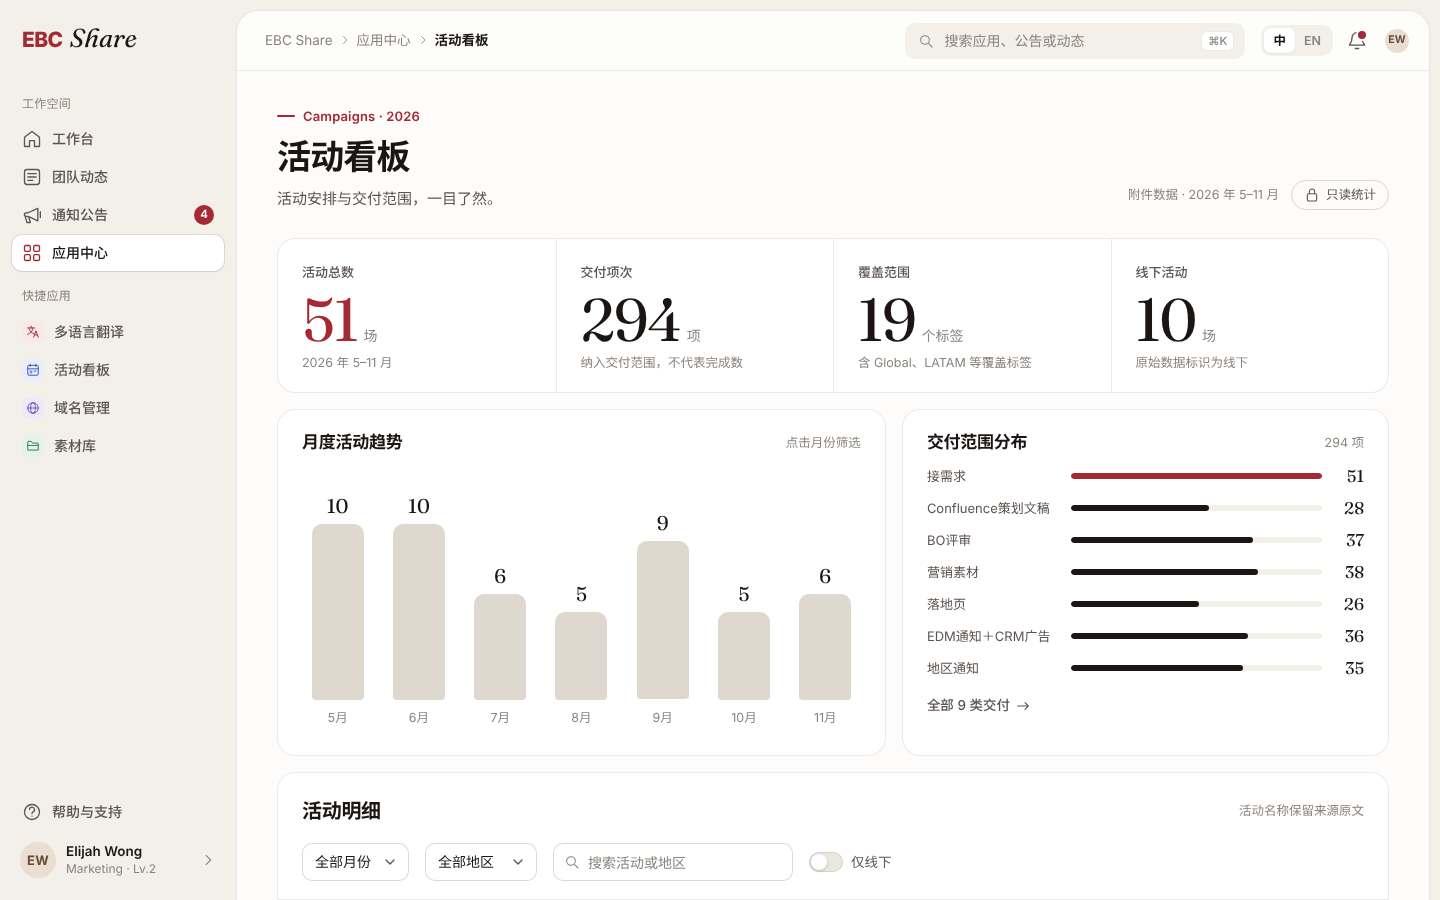 EBC Share
工作空间
工作台
团队动态
通知公告 4
应用中心
快捷应用
多语言翻译
活动看板
域名管理
素材库
帮助与支持
EW
Elijah Wong
Marketing · Lv.2
EBC Share > 应用中心 > 活动看板
搜索应用、公告或动态 ⌘K
中 EN
EW
Campaigns · 2026
活动看板
活动安排与交付范围，一目了然。
附件数据 · 2026 年 5–11 月
只读统计
活动总数
51 场
2026 年 5–11 月
交付项次
294 项
纳入交付范围，不代表完成数
覆盖范围
19 个标签
含 Global、LATAM 等覆盖标签
线下活动
10 场
原始数据标识为线下
月度活动趋势
点击月份筛选
10 10 6 5 9 5 6
5月 6月 7月 8月 9月 10月 11月
交付范围分布
294 项
接需求 51
Confluence策划文稿 28
BO评审 37
营销素材 38
落地页 26
EDM通知＋CRM广告 36
地区通知 35
全部 9 类交付 →
活动明细
活动名称保留来源原文
全部月份
全部地区
搜索活动或地区
仅线下